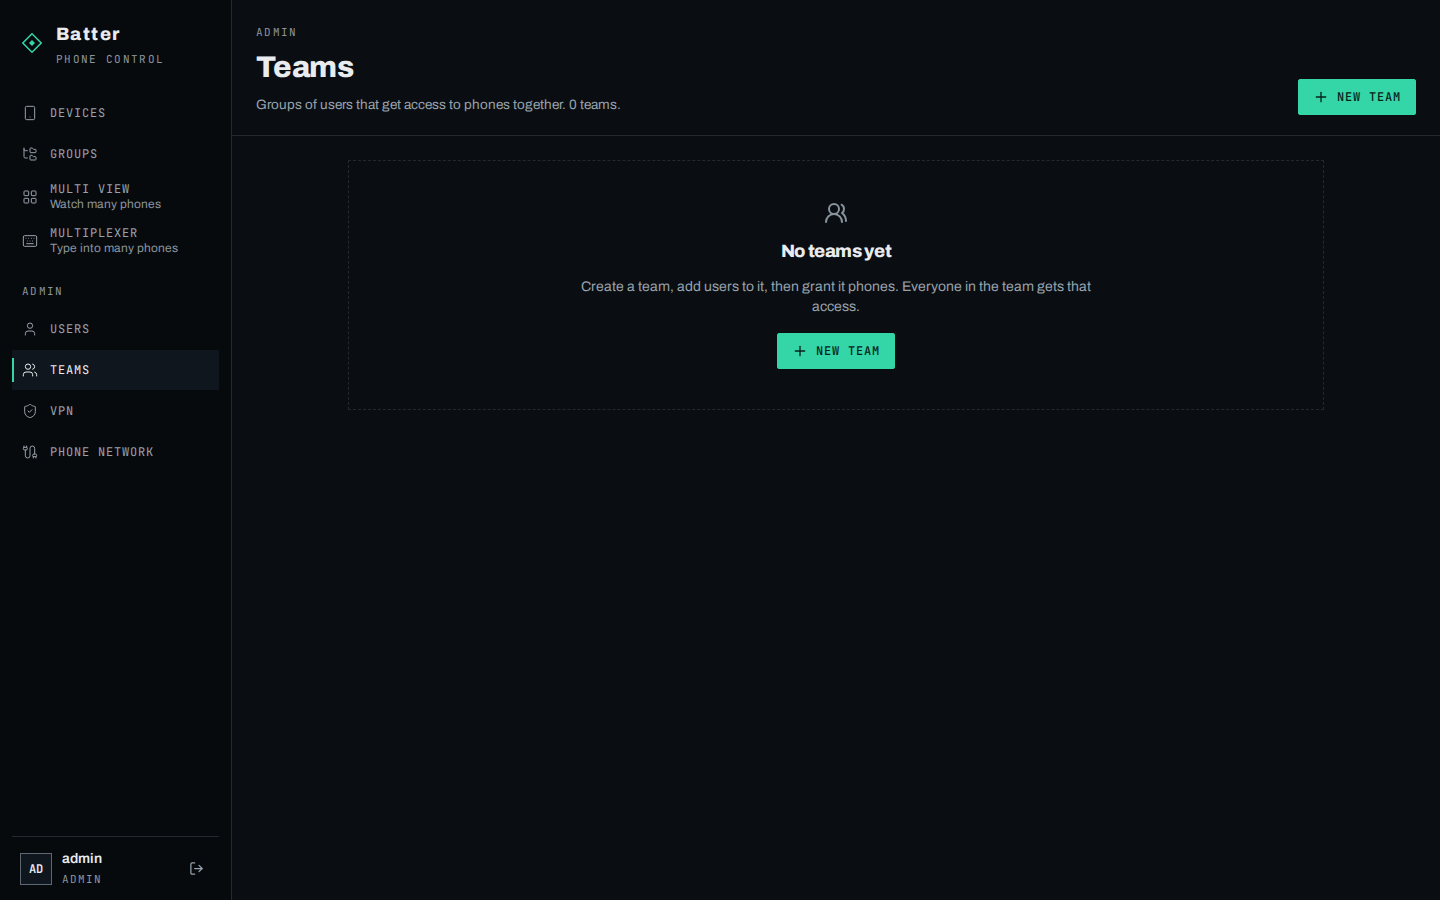 Batter
PHONE CONTROL
DEVICES
GROUPS
MULTI VIEW
Watch many phones
MULTIPLEXER
Type into many phones
ADMIN
USERS
TEAMS
VPN
PHONE NETWORK
AD
admin
ADMIN
ADMIN
Teams
Groups of users that get access to phones together. 0 teams.
NEW TEAM
No teams yet
Create a team, add users to it, then grant it phones. Everyone in the team gets that
access.
NEW TEAM